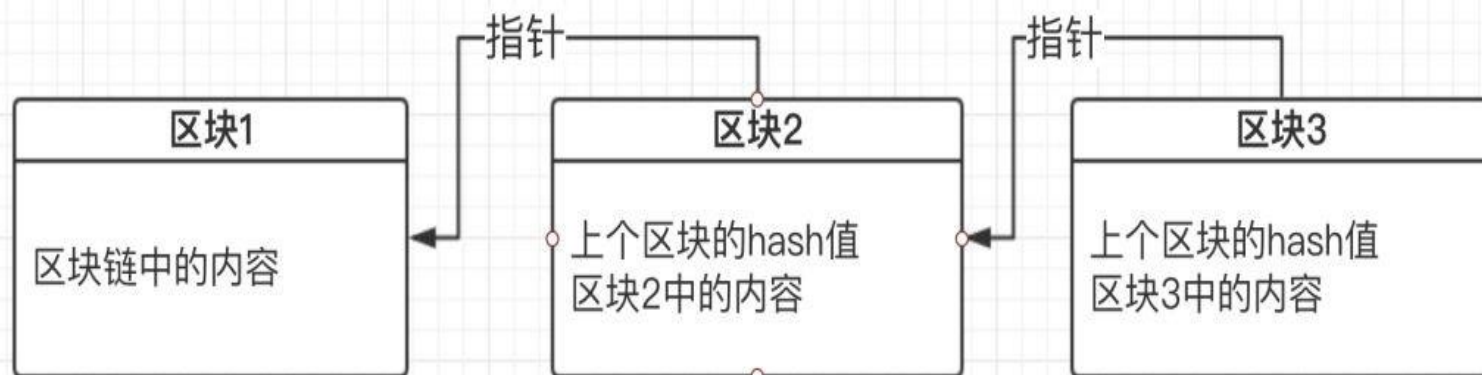 指针
指针
区块1
区块2
区块3
区块链中的内容
上个区块的hash值
区块2中的内容
上个区块的hash值
区块3中的内容